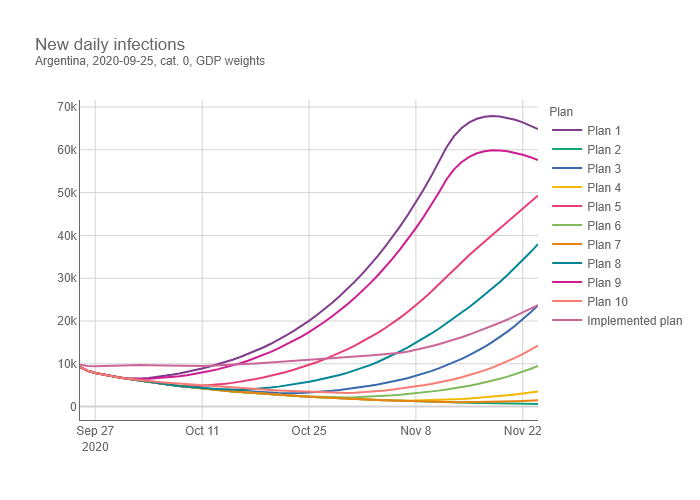 New daily infections
Argentina, 2020-09-25, cat. 0, GDP weights
70k
60k
50k
40k
30k
20k
10k
0
Sep 27
2020
Oct 11
Oct 25
Nov 8
Nov 22
Plan
Plan 1
Plan 2
Plan 3
Plan 4
Plan 5
Plan 6
Plan 7
Plan 8
Plan 9
Plan 10
Implemented plan